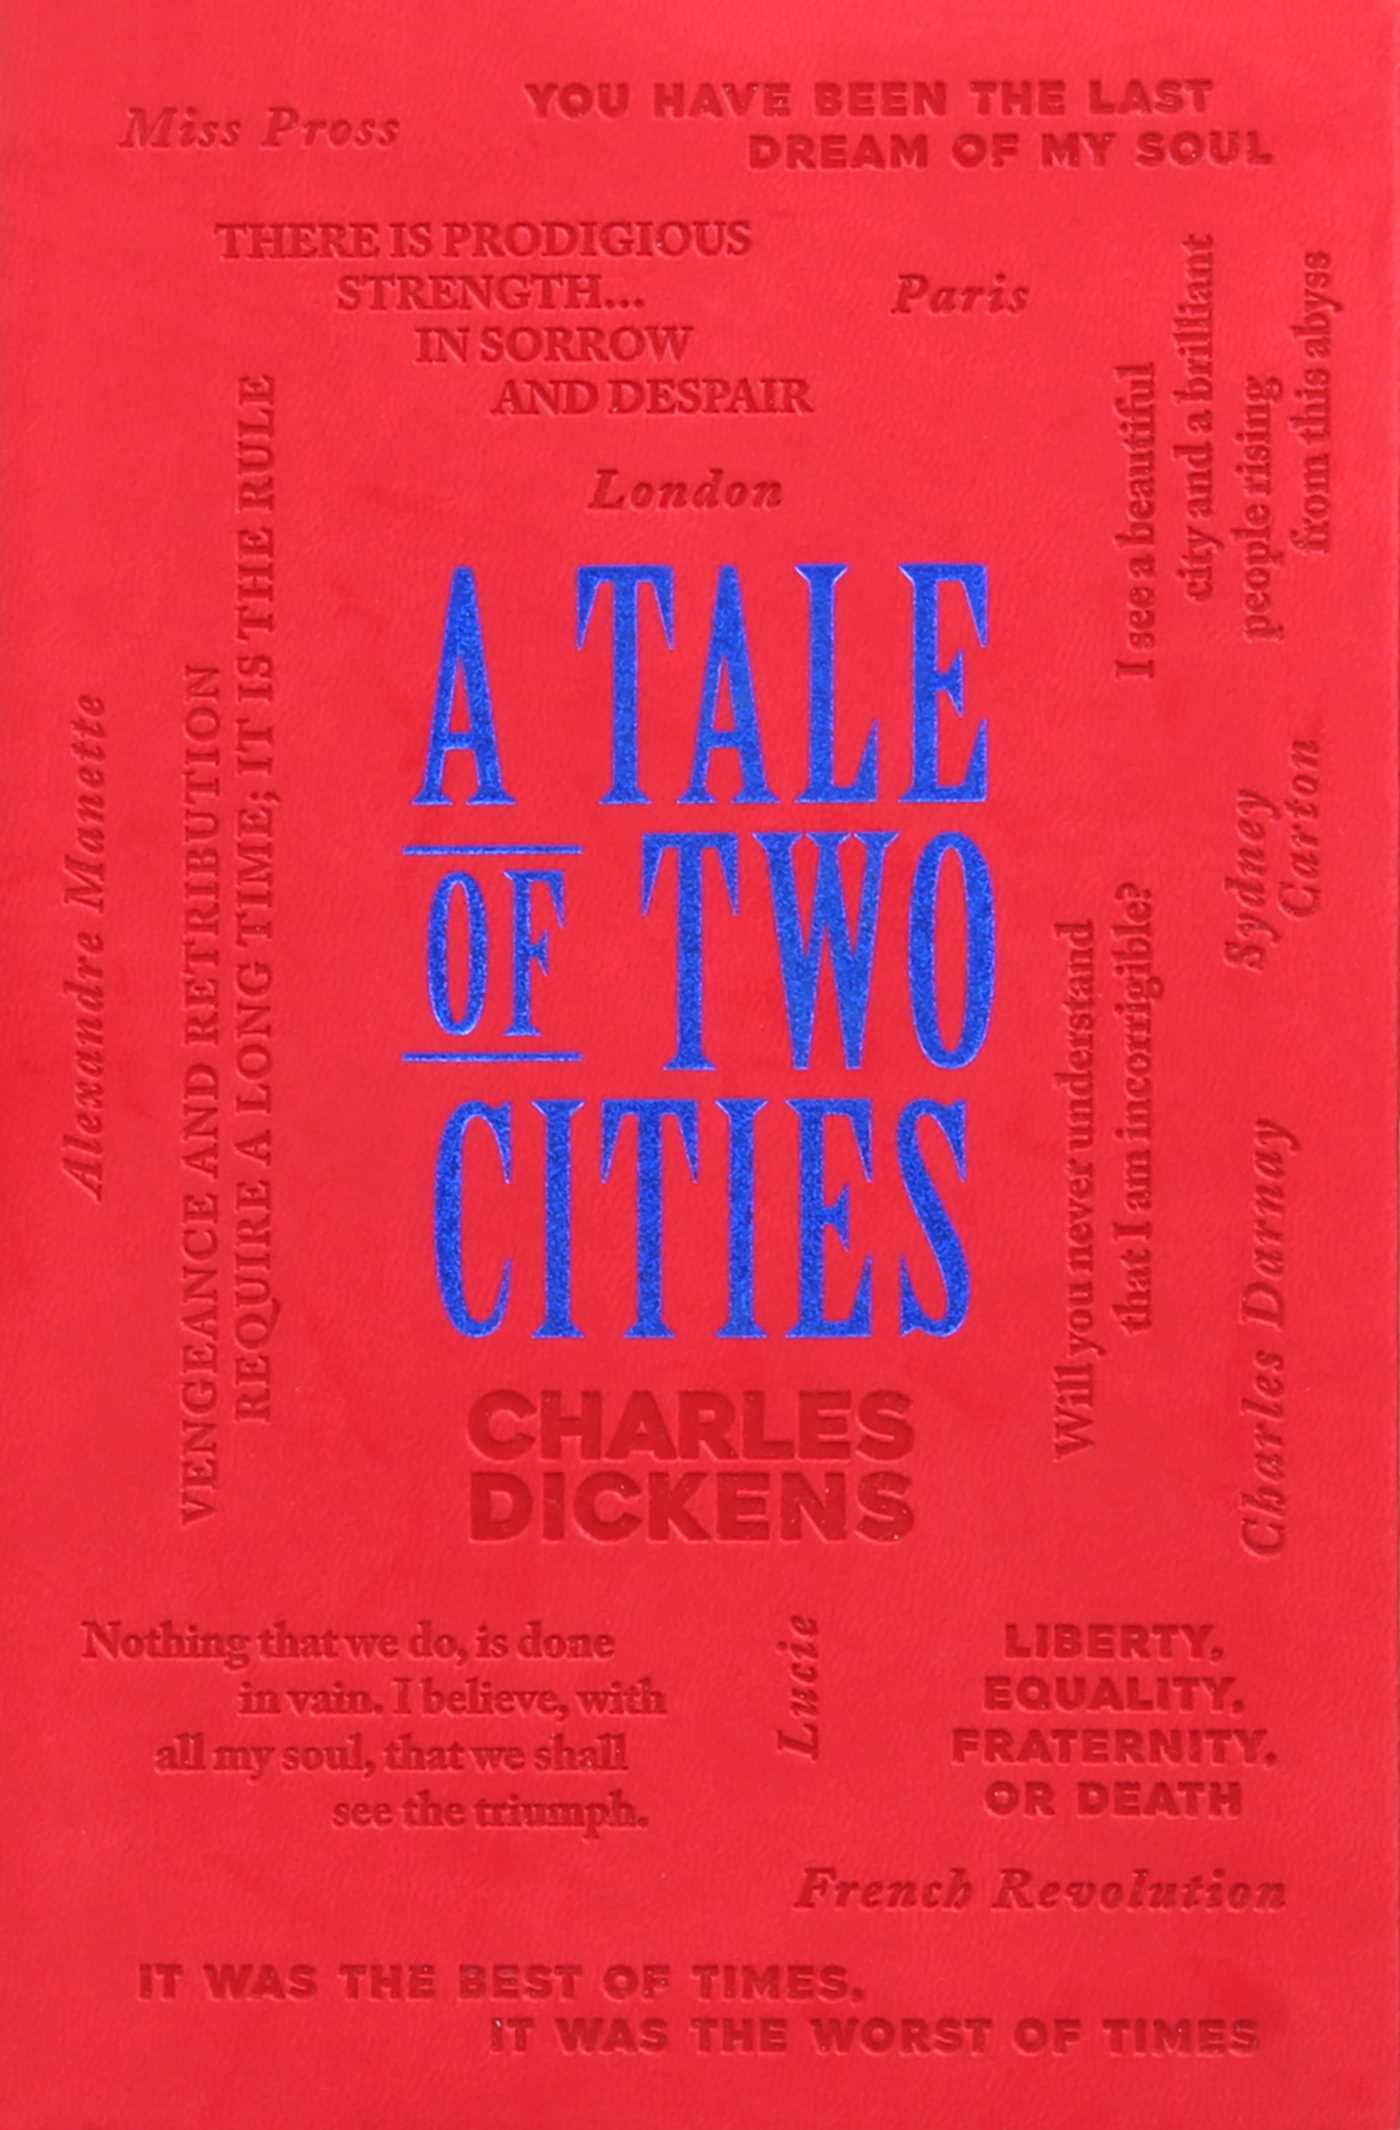 Miss Pross
YOU HAVE BEEN THE LAST
DREAM OF MY SOUL
THERE IS PRODIGIOUS
STRENGTH...
IN SORROW
AND DESPAIR
Paris
I see a beautiful
city and a brilliant
people rising
from this abyss
London
A TALE
OF TWO
CITIES
CHARLES
DICKENS
Alexandre Manette
VENGEANCE AND RETRIBUTION
REQUIRE A LONG TIME; IT IS THE RULE
Sydney
Carton
Will you never understand
that I am incorrigible?
Charles Darnay
Nothing that we do, is done
in vain. I believe, with
all my soul, that we shall
see the triumph.
Lucie
LIBERTY,
EQUALITY,
FRATERNITY,
OR DEATH
French Revolution
IT WAS THE BEST OF TIMES,
IT WAS THE WORST OF TIMES